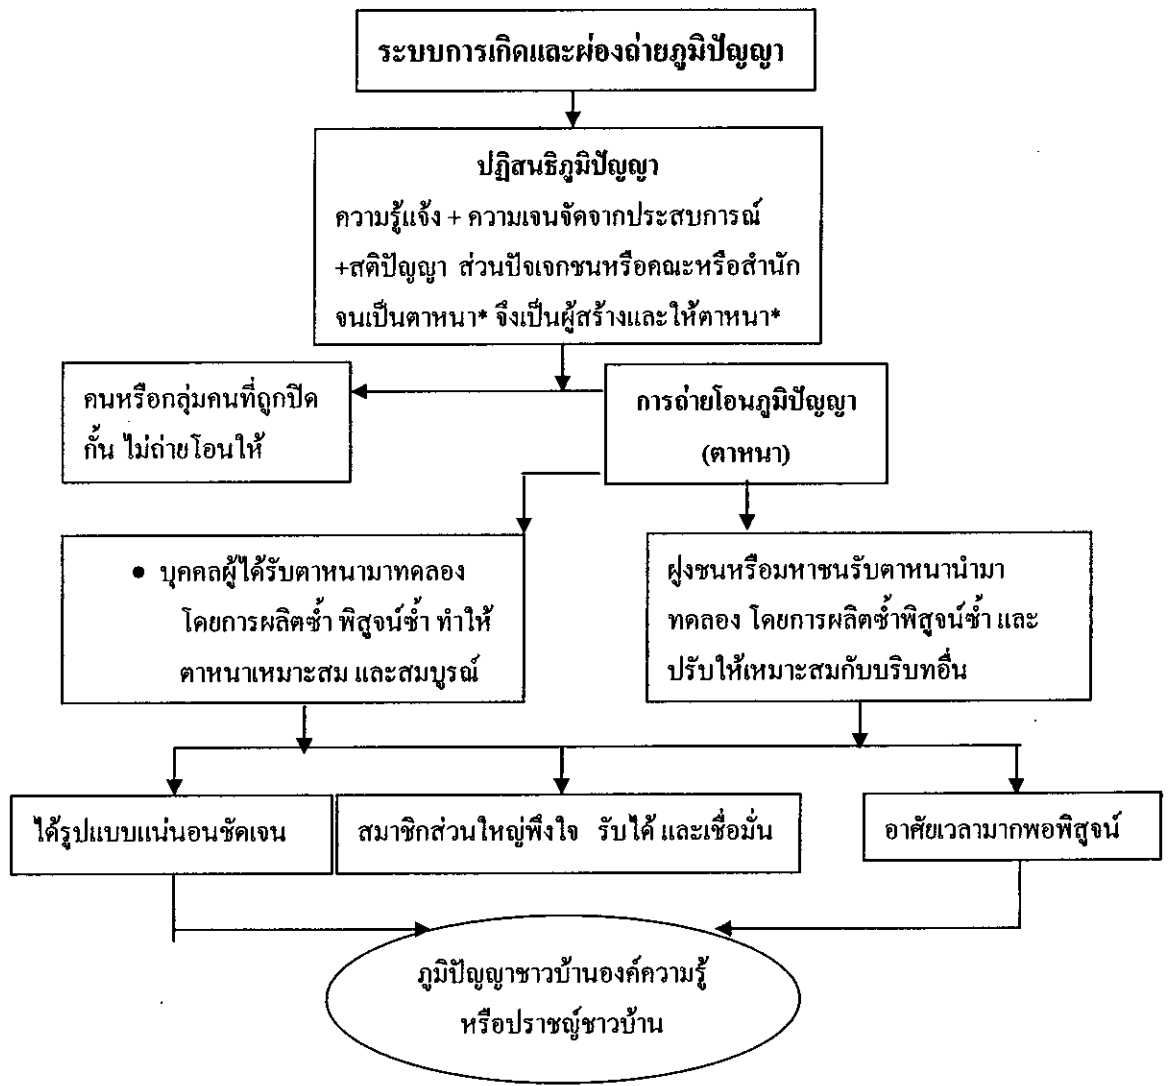 ระบบการเกิดและผ่องถ่ายภูมิปัญญา
ปฏิสนธิภูมิปัญญา
ความรู้แจ้ง + ความเจนจัดจากประสบการณ์
+สติปัญญา ส่วนปัจเจกชนหรือคณะหรือสำนัก
จนเป็นตาหนา* จึงเป็นผู้สร้างและให้ตาหนา*
คนหรือกลุ่มคนที่ถูกปิด
กั้น ไม่ถ่ายโอนให้
การถ่ายโอนภูมิปัญญา
(ตาหนา)
• บุคคลผู้ได้รับตาหนามาทดลอง
โดยการผลิตซ้ำ พิสูจน์ซ้ำ ทำให้
ตาหนาเหมาะสม และสมบูรณ์
ฝูงชนหรือมหาชนรับตาหนานำมา
ทดลอง โดยการผลิตซ้ำพิสูจน์ซ้ำ และ
ปรับให้เหมาะสมกับบริบทอื่น
ได้รูปแบบแน่นอนชัดเจน
สมาชิกส่วนใหญ่พึงใจ รับได้ และเชื่อมั่น
อาศัยเวลามากพอพิสูจน์
ภูมิปัญญาชาวบ้านองค์ความรู้
หรือปราชญ์ชาวบ้าน